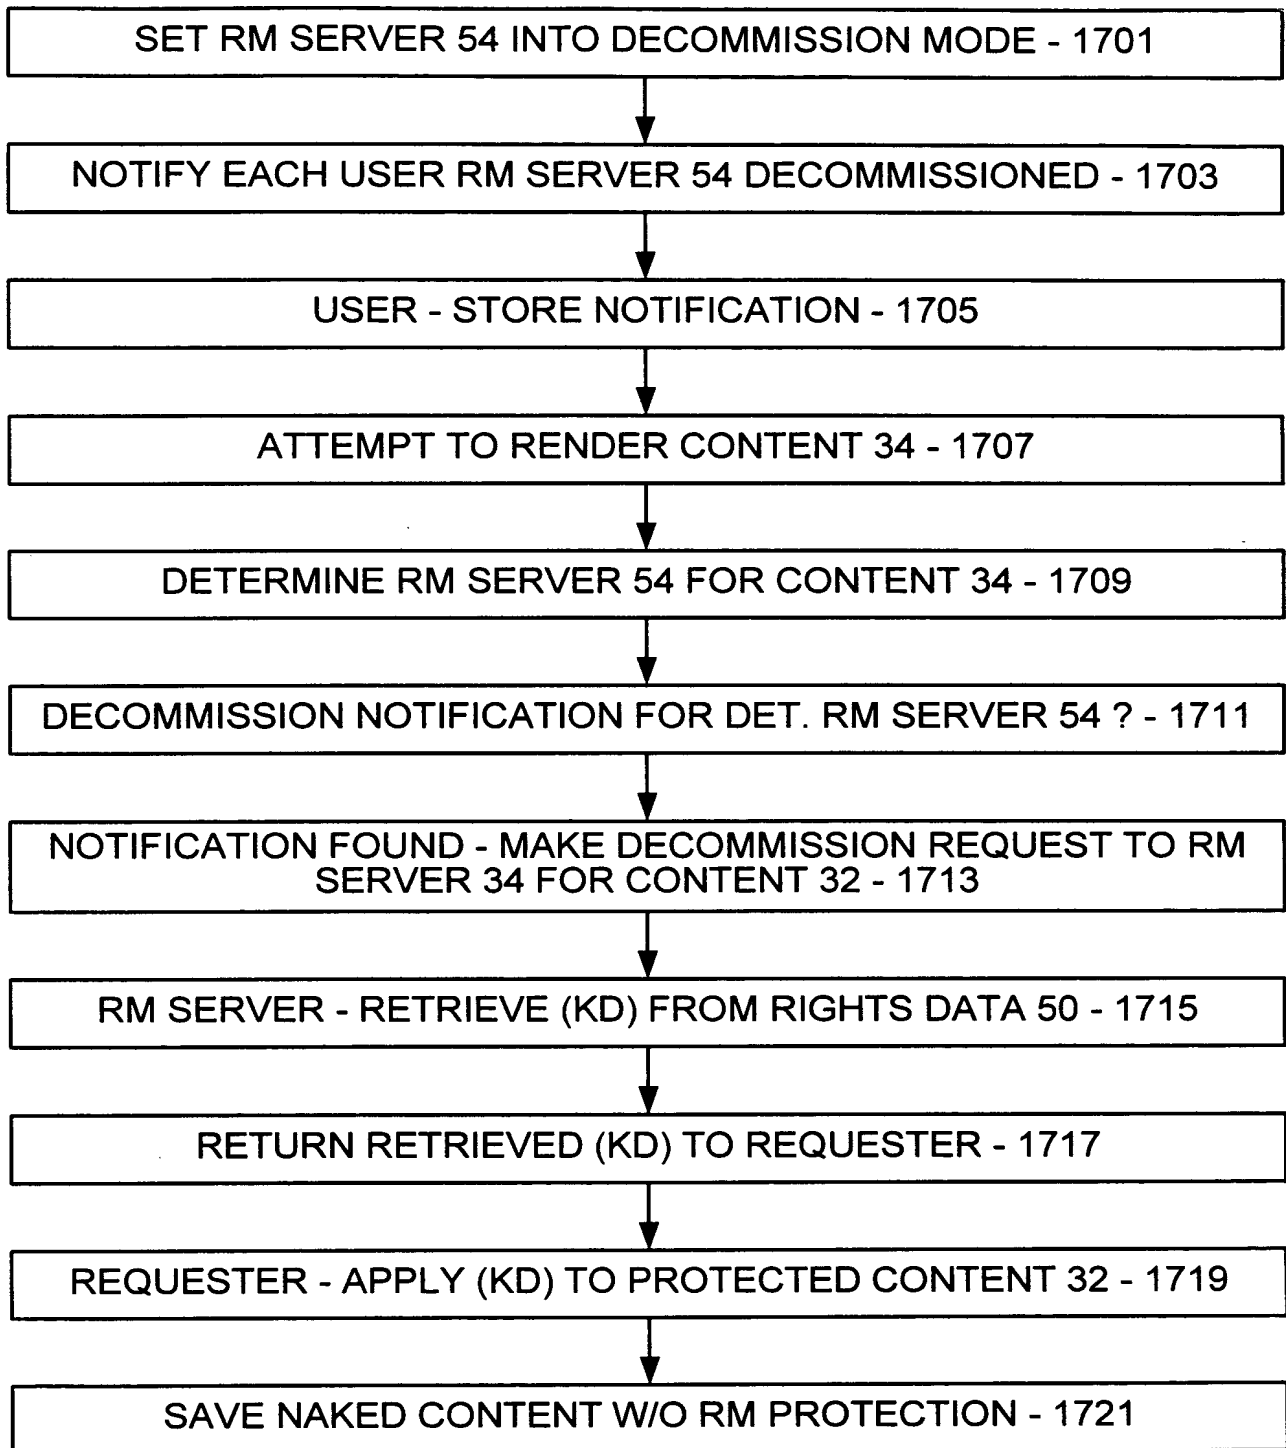 SET RM SERVER 54 INTO DECOMMISSION MODE - 1701
NOTIFY EACH USER RM SERVER 54 DECOMMISSIONED - 1703
USER - STORE NOTIFICATION - 1705
ATTEMPT TO RENDER CONTENT 34 - 1707
DETERMINE RM SERVER 54 FOR CONTENT 34 - 1709
DECOMMISSION NOTIFICATION FOR DET. RM SERVER 54 ? - 1711
NOTIFICATION FOUND - MAKE DECOMMISSION REQUEST TO RM
SERVER 34 FOR CONTENT 32 - 1713
RM SERVER - RETRIEVE (KD) FROM RIGHTS DATA 50 - 1715
RETURN RETRIEVED (KD) TO REQUESTER - 1717
REQUESTER - APPLY (KD) TO PROTECTED CONTENT 32 - 1719
SAVE NAKED CONTENT W/O RM PROTECTION - 1721